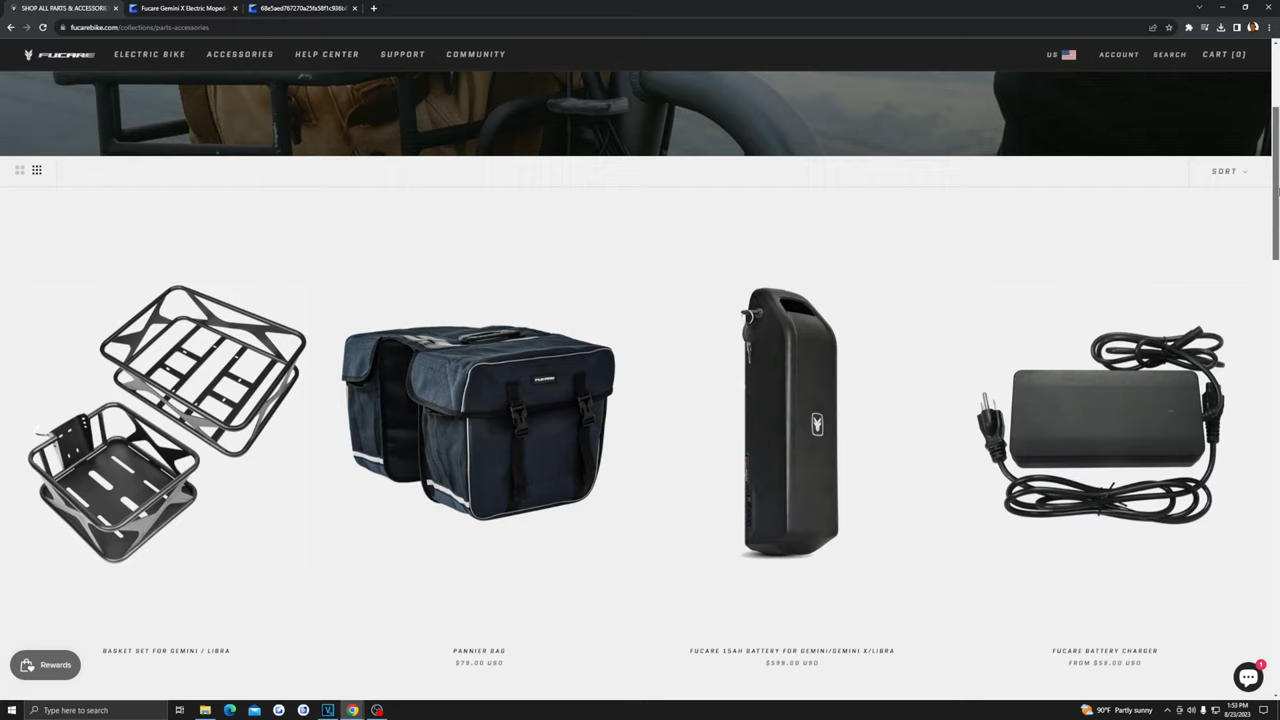 SHOP ALL PARTS & ACCESSORIE
Fucare Gemini X Electric Moped
fucarebike.com/collections/parts-accessories
FUCARE
ELECTRIC BIKE
ACCESSORIES
HELP CENTER
SUPPORT
COMMUNITY
US
ACCOUNT
SEARCH
CART [0]
SORT
FUCARE
BASKET SET FOR GEMINI / LIBRA
PANNIER BAG
$79.00 USD
FUCARE 15AH BATTERY FOR GEMINI/GEMINI X/LIBRA
$599.00 USD
FUCARE BATTERY CHARGER
FROM $59.00 USD
Rewards
1
Type here to search
90°F Partly sunny
1:53 PM
8/23/2023